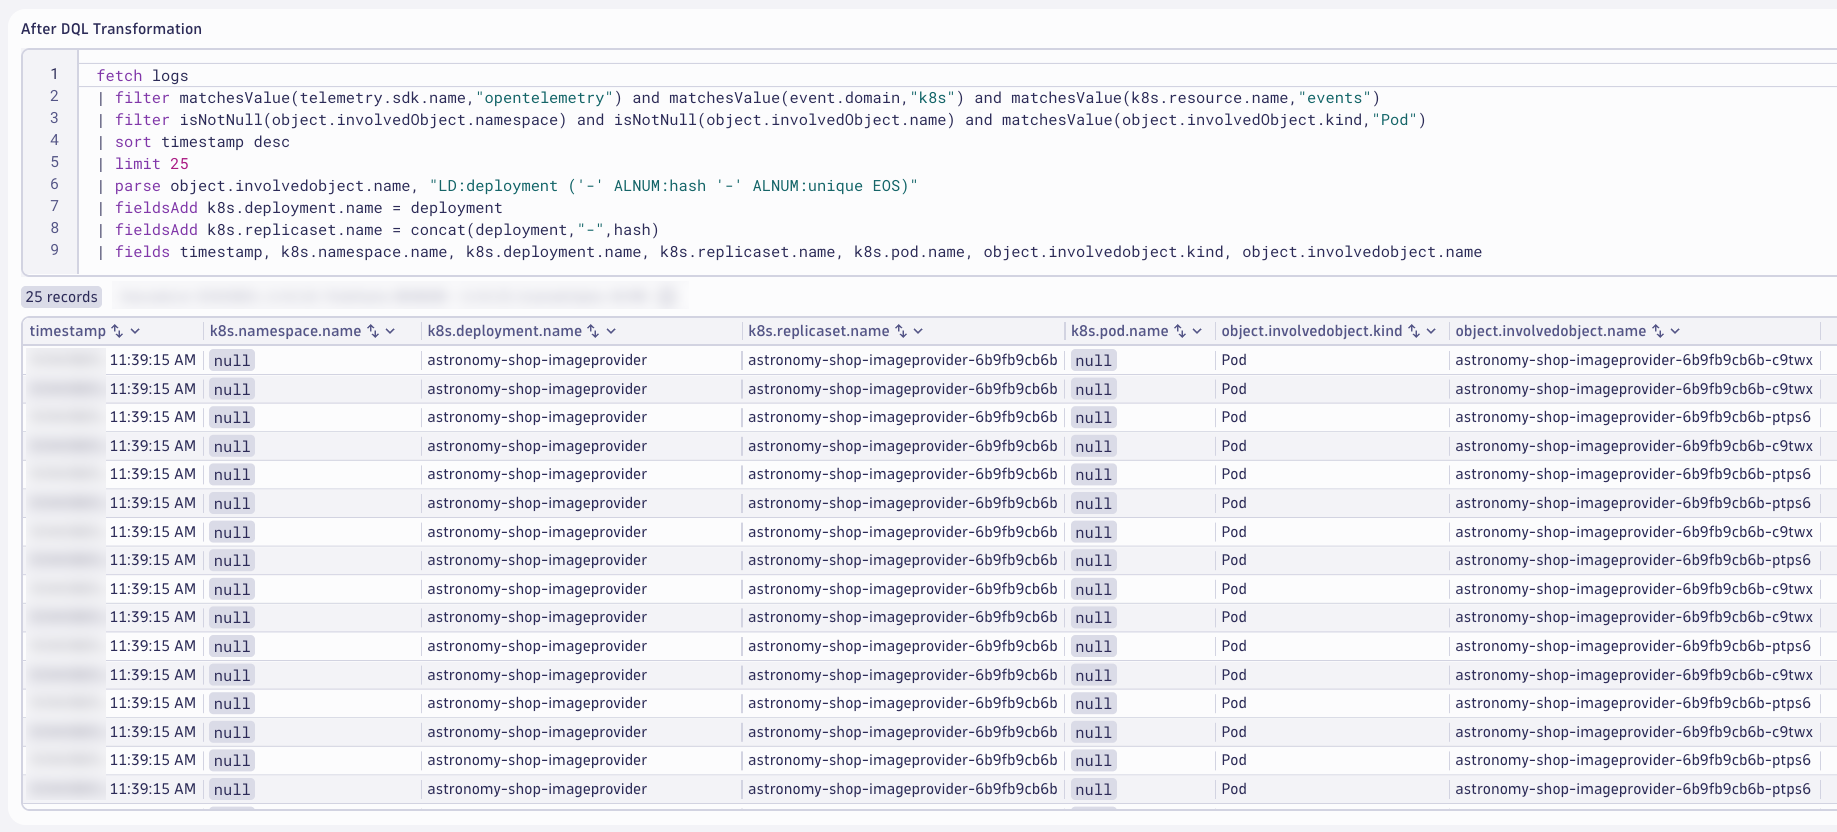 After DQL Transformation
1 fetch logs
2 | filter matchesValue(telemetry.sdk.name,"opentelemetry") and matchesValue(event.domain,"k8s") and matchesValue(k8s.resource.name,"events")
3 | filter isNotNull(object.involvedObject.namespace) and isNotNull(object.involvedObject.name) and matchesValue(object.involvedObject.kind,"Pod")
4 | sort timestamp desc
5 | limit 25
6 | parse object.involvedobject.name, "LD:deployment ('-' ALNUM:hash '-' ALNUM:unique EOS)"
7 | fieldsAdd k8s.deployment.name = deployment
8 | fieldsAdd k8s.replicaset.name = concat(deployment,"-",hash)
9 | fields timestamp, k8s.namespace.name, k8s.deployment.name, k8s.replicaset.name, k8s.pod.name, object.involvedobject.kind, object.involvedobject.name
25 records
timestamp k8s.namespace.name k8s.deployment.name k8s.replicaset.name k8s.pod.name object.involvedobject.kind object.involvedobject.name
11:39:15 AM null astronomy-shop-imageprovider astronomy-shop-imageprovider-6b9fb9cb6b null Pod astronomy-shop-imageprovider-6b9fb9cb6b-c9twx
11:39:15 AM null astronomy-shop-imageprovider astronomy-shop-imageprovider-6b9fb9cb6b null Pod astronomy-shop-imageprovider-6b9fb9cb6b-c9twx
11:39:15 AM null astronomy-shop-imageprovider astronomy-shop-imageprovider-6b9fb9cb6b null Pod astronomy-shop-imageprovider-6b9fb9cb6b-ptps6
11:39:15 AM null astronomy-shop-imageprovider astronomy-shop-imageprovider-6b9fb9cb6b null Pod astronomy-shop-imageprovider-6b9fb9cb6b-c9twx
11:39:15 AM null astronomy-shop-imageprovider astronomy-shop-imageprovider-6b9fb9cb6b null Pod astronomy-shop-imageprovider-6b9fb9cb6b-ptps6
11:39:15 AM null astronomy-shop-imageprovider astronomy-shop-imageprovider-6b9fb9cb6b null Pod astronomy-shop-imageprovider-6b9fb9cb6b-ptps6
11:39:15 AM null astronomy-shop-imageprovider astronomy-shop-imageprovider-6b9fb9cb6b null Pod astronomy-shop-imageprovider-6b9fb9cb6b-c9twx
11:39:15 AM null astronomy-shop-imageprovider astronomy-shop-imageprovider-6b9fb9cb6b null Pod astronomy-shop-imageprovider-6b9fb9cb6b-ptps6
11:39:15 AM null astronomy-shop-imageprovider astronomy-shop-imageprovider-6b9fb9cb6b null Pod astronomy-shop-imageprovider-6b9fb9cb6b-c9twx
11:39:15 AM null astronomy-shop-imageprovider astronomy-shop-imageprovider-6b9fb9cb6b null Pod astronomy-shop-imageprovider-6b9fb9cb6b-c9twx
11:39:15 AM null astronomy-shop-imageprovider astronomy-shop-imageprovider-6b9fb9cb6b null Pod astronomy-shop-imageprovider-6b9fb9cb6b-ptps6
11:39:15 AM null astronomy-shop-imageprovider astronomy-shop-imageprovider-6b9fb9cb6b null Pod astronomy-shop-imageprovider-6b9fb9cb6b-c9twx
11:39:15 AM null astronomy-shop-imageprovider astronomy-shop-imageprovider-6b9fb9cb6b null Pod astronomy-shop-imageprovider-6b9fb9cb6b-ptps6
11:39:15 AM null astronomy-shop-imageprovider astronomy-shop-imageprovider-6b9fb9cb6b null Pod astronomy-shop-imageprovider-6b9fb9cb6b-c9twx
11:39:15 AM null astronomy-shop-imageprovider astronomy-shop-imageprovider-6b9fb9cb6b null Pod astronomy-shop-imageprovider-6b9fb9cb6b-ptps6
11:39:15 AM null astronomy-shop-imageprovider astronomy-shop-imageprovider-6b9fb9cb6b null Pod astronomy-shop-imageprovider-6b9fb9cb6b-ptps6